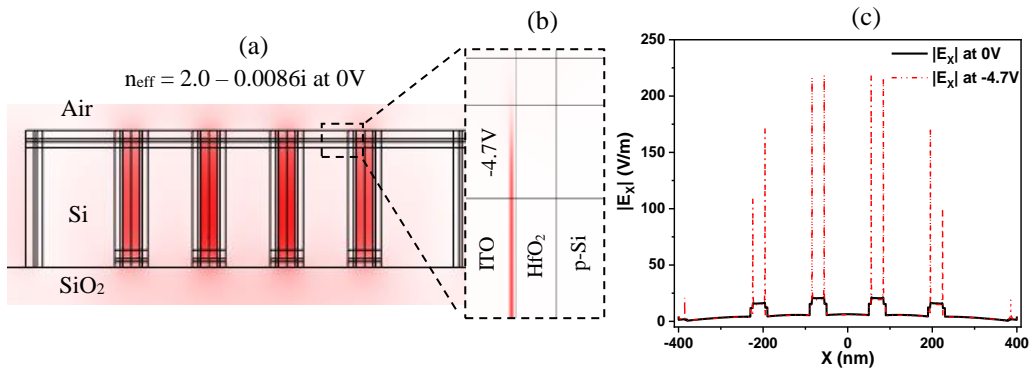 (a)
n_eff = 2.0 – 0.0086i at 0V
Air
Si
SiO₂
(b)
-4.7V
ITO
HfO₂
p-Si
(c)
|E_X| at 0V
|E_X| at -4.7V
|E_X| (V/m)
250
200
150
100
50
0
-400 -200 0 200 400
X (nm)